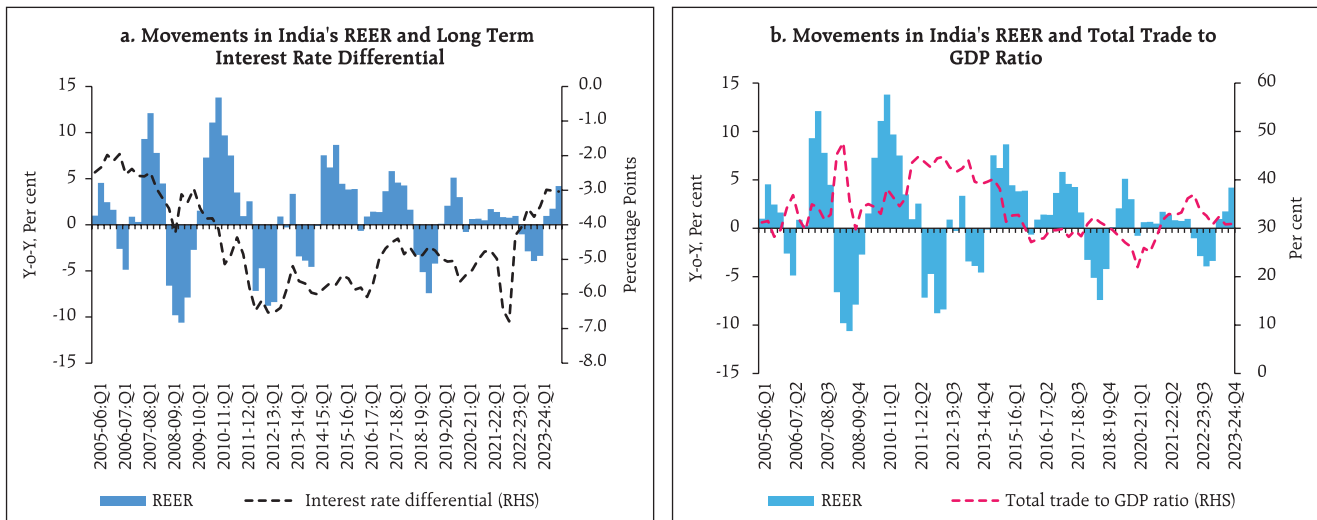 a. Movements in India's REER and Long Term
Interest Rate Differential
Y-o-Y, Per cent
15
10
5
0
-5
-10
-15
0.0
-1.0
-2.0
-3.0
-4.0
-5.0
-6.0
-7.0
-8.0
Percentage Points
2005-06:Q1
2006-07:Q1
2007-08:Q1
2008-09:Q1
2009-10:Q1
2010-11:Q1
2011-12:Q1
2012-13:Q1
2013-14:Q1
2014-15:Q1
2015-16:Q1
2016-17:Q1
2017-18:Q1
2018-19:Q1
2019-20:Q1
2020-21:Q1
2021-22:Q1
2022-23:Q1
2023-24:Q1
REER
Interest rate differential (RHS)
b. Movements in India's REER and Total Trade to
GDP Ratio
Y-o-Y, Per cent
15
10
5
0
-5
-10
-15
60
50
40
30
20
10
0
Per cent
2005-06:Q1
2006-07:Q2
2007-08:Q3
2008-09:Q4
2010-11:Q1
2011-12:Q2
2012-13:Q3
2013-14:Q4
2015-16:Q1
2016-17:Q2
2017-18:Q3
2018-19:Q4
2020-21:Q1
2021-22:Q2
2022-23:Q3
2023-24:Q4
REER
Total trade to GDP ratio (RHS)